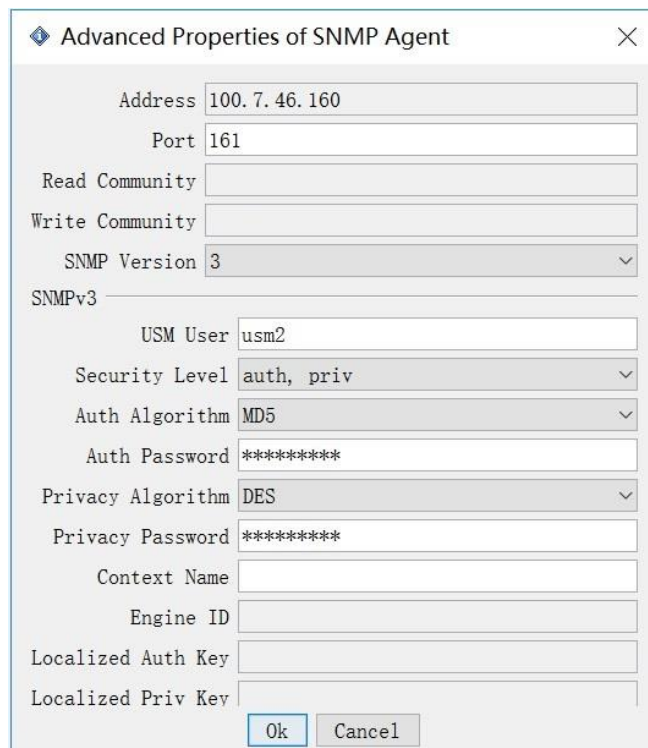 Advanced Properties of SNMP Agent
Address 100.7.46.160
Port 161
Read Community
Write Community
SNMP Version 3
SNMPv3
USM User usm2
Security Level auth, priv
Auth Algorithm MD5
Auth Password *********
Privacy Algorithm DES
Privacy Password *********
Context Name
Engine ID
Localized Auth Key
Localized Priv Key
Ok Cancel